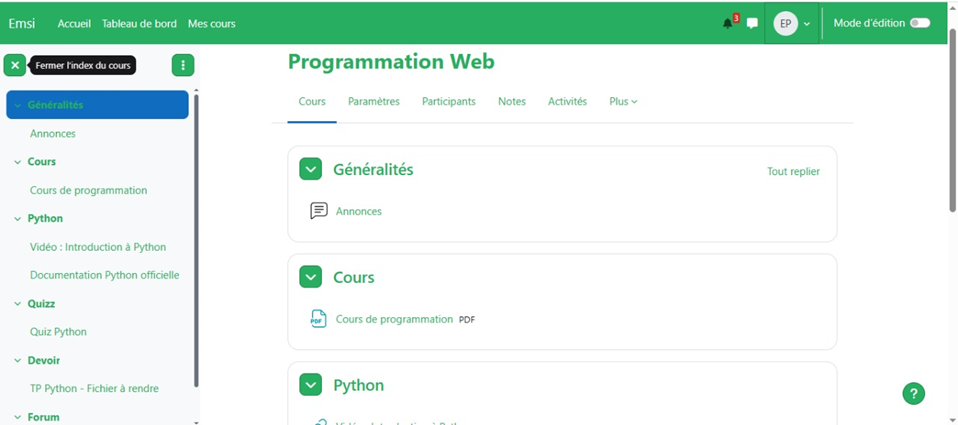 Emsi Accueil Tableau de bord Mes cours 3 EP Mode d'édition
Fermer l'index du cours
Généralités
Annonces
Cours
Cours de programmation
Python
Vidéo : Introduction à Python
Documentation Python officielle
Quizz
Quiz Python
Devoir
TP Python - Fichier à rendre
Forum
Programmation Web
Cours Paramètres Participants Notes Activités Plus
Généralités Tout replier
Annonces
Cours
PDF Cours de programmation PDF
Python
?